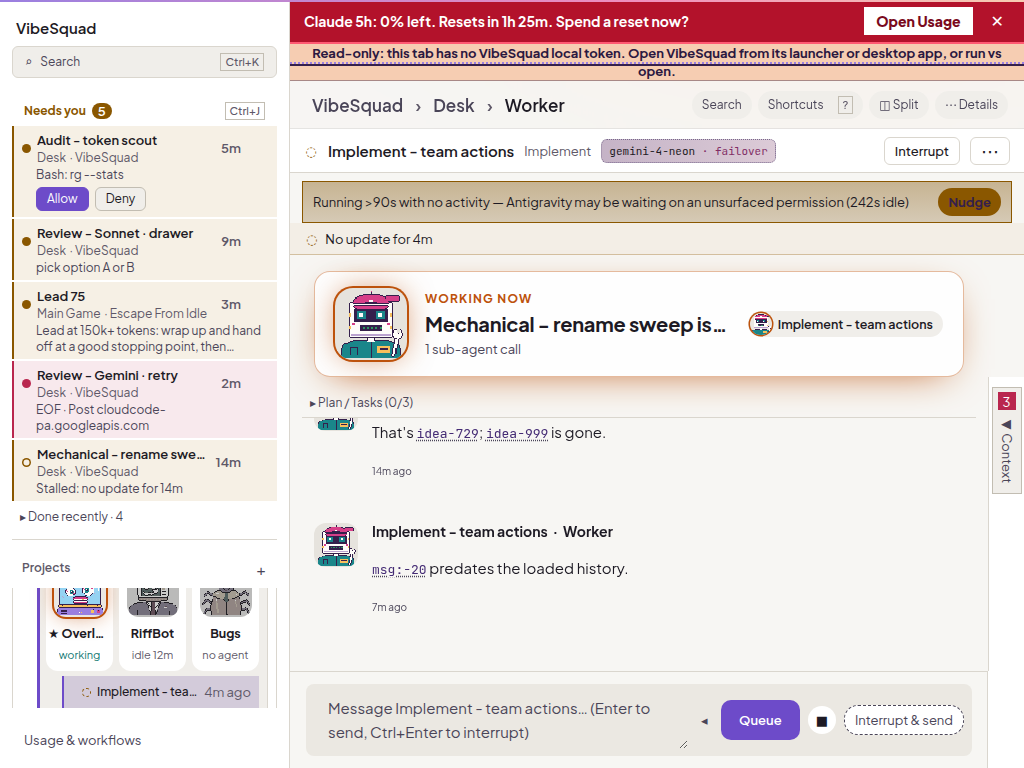 VibeSquad
Search
Ctrl+K
Needs you 5
Ctrl+J
Audit – token scout
5m
Desk · VibeSquad
Bash: rg --stats
Allow
Deny
Review – Sonnet · drawer
9m
Desk · VibeSquad
pick option A or B
Lead 75
3m
Main Game · Escape From Idle
Lead at 150k+ tokens: wrap up and hand
off at a good stopping point, then…
Review – Gemini · retry
2m
Desk · VibeSquad
EOF · Post cloudcode-
pa.googleapis.com
Mechanical – rename swe…
14m
Desk · VibeSquad
Stalled: no update for 14m
▸ Done recently · 4
Projects
+
★ Overl…
working
RiffBot
idle 12m
Bugs
no agent
Implement – tea…
4m ago
Usage & workflows
Claude 5h: 0% left. Resets in 1h 25m. Spend a reset now?
Open Usage
✕
Read-only: this tab has no VibeSquad local token. Open VibeSquad from its launcher or desktop app, or run vs
open.
VibeSquad › Desk › Worker
Search
Shortcuts ?
Split
⋯ Details
Implement – team actions
Implement
gemini-4-neon · failover
Interrupt
⋯
Running >90s with no activity — Antigravity may be waiting on an unsurfaced permission (242s idle)
Nudge
No update for 4m
WORKING NOW
Mechanical – rename sweep is…
1 sub-agent call
Implement – team actions
▸ Plan / Tasks (0/3)
That's idea-729; idea-999 is gone.
14m ago
Implement – team actions · Worker
msg:-20 predates the loaded history.
7m ago
3
◀ Context
Message Implement - team actions… (Enter to
send, Ctrl+Enter to interrupt)
◂
Queue
■
Interrupt & send